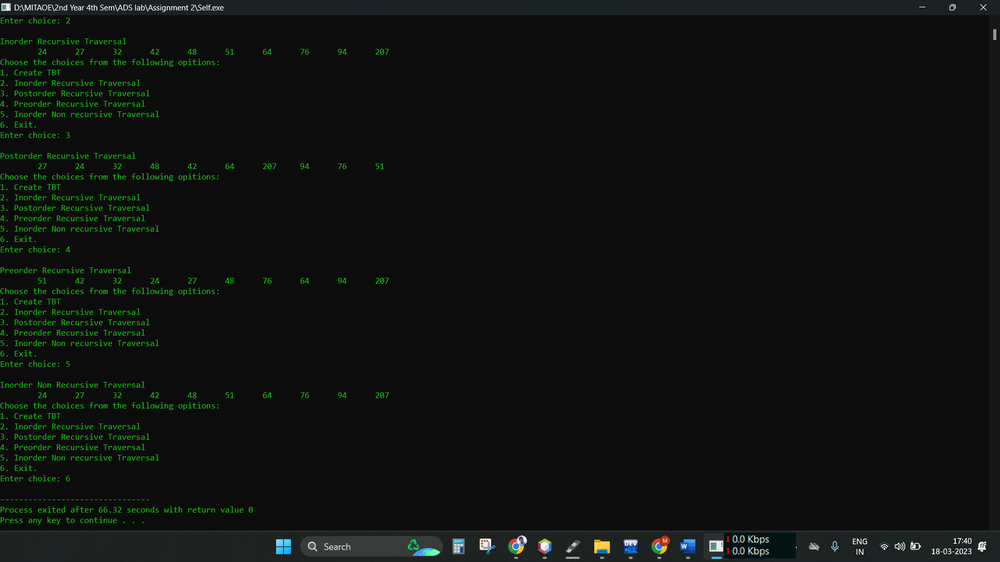 D:\MITAOE\2nd Year 4th Sem\ADS lab\Assignment 2\Self.exe
Enter choice: 2
Inorder Recursive Traversal
24 27 32 42 48 51 64 76 94 207
Choose the choices from the following opitions:
1. Create TBT
2. Inorder Recursive Traversal
3. Postorder Recursive Traversal
4. Preorder Recursive Traversal
5. Inorder Non recursive Traversal
6. Exit.
Enter choice: 3
Postorder Recursive Traversal
27 24 32 48 42 64 207 94 76 51
Choose the choices from the following opitions:
1. Create TBT
2. Inorder Recursive Traversal
3. Postorder Recursive Traversal
4. Preorder Recursive Traversal
5. Inorder Non recursive Traversal
6. Exit.
Enter choice: 4
Preorder Recursive Traversal
51 42 32 24 27 48 76 64 94 207
Choose the choices from the following opitions:
1. Create TBT
2. Inorder Recursive Traversal
3. Postorder Recursive Traversal
4. Preorder Recursive Traversal
5. Inorder Non recursive Traversal
6. Exit.
Enter choice: 5
Inorder Non Recursive Traversal
24 27 32 42 48 51 64 76 94 207
Choose the choices from the following opitions:
1. Create TBT
2. Inorder Recursive Traversal
3. Postorder Recursive Traversal
4. Preorder Recursive Traversal
5. Inorder Non recursive Traversal
6. Exit.
Enter choice: 6
--------------------------------
Process exited after 66.32 seconds with return value 0
Press any key to continue . . .
Search
DEV
M
W
0.0 Kbps
0.0 Kbps
ENG
IN
17:40
18-03-2023